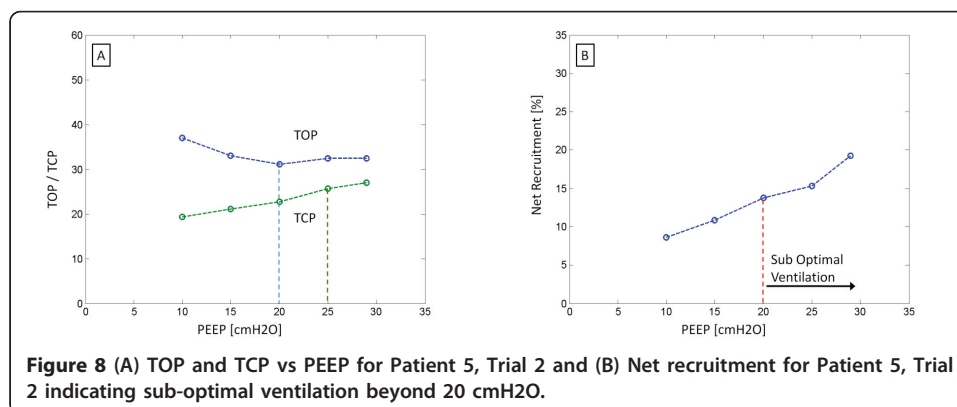 A
60
50
40
30
20
10
0
TOP / TCP
TOP
TCP
0 5 10 15 20 25 30 35
PEEP [cmH2O]
B
35
30
25
20
15
10
5
0
Net Recruitment [%]
Sub Optimal
Ventilation
0 5 10 15 20 25 30 35
PEEP [cmH2O]
Figure 8 (A) TOP and TCP vs PEEP for Patient 5, Trial 2 and (B) Net recruitment for Patient 5, Trial
2 indicating sub-optimal ventilation beyond 20 cmH2O.